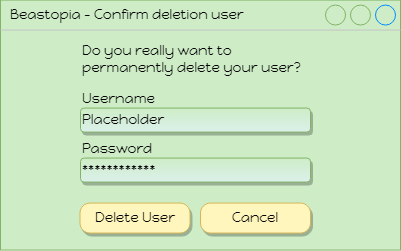 Beastopia - Confirm deletion user
Do you really want to
permanently delete your user?
Username
Placeholder
Password
************
Delete User
Cancel